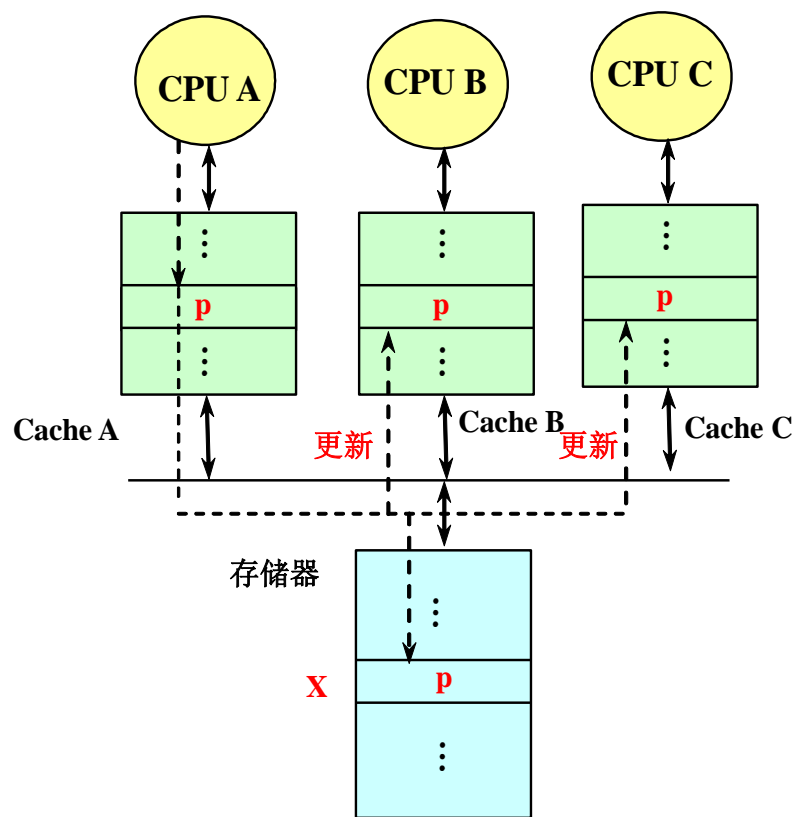 CPU A
CPU B
CPU C
⋮
⋮
⋮
p
p
p
⋮
⋮
⋮
Cache A
更新
Cache B
更新
Cache C
存储器
⋮
X
p
⋮